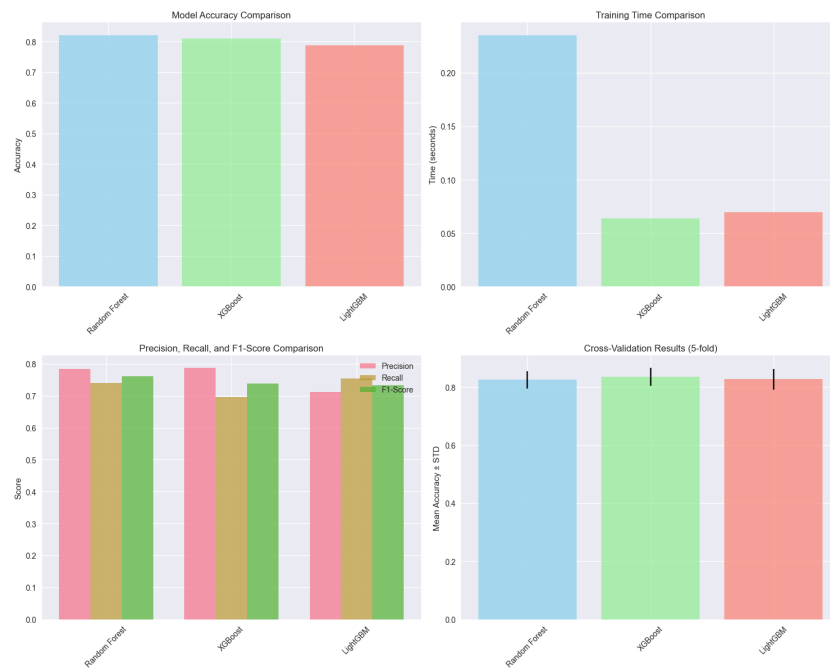 Model Accuracy Comparison
Accuracy
0.8
0.7
0.6
0.5
0.4
0.3
0.2
0.1
0.0
Random Forest
XGBoost
LightGBM
Training Time Comparison
Time (seconds)
0.20
0.15
0.10
0.05
0.00
Random Forest
XGBoost
LightGBM
Precision, Recall, and F1-Score Comparison
Score
0.8
0.7
0.6
0.5
0.4
0.3
0.2
0.1
0.0
Precision
Recall
F1-Score
Random Forest
XGBoost
LightGBM
Cross-Validation Results (5-fold)
Mean Accuracy ± STD
0.8
0.6
0.4
0.2
0.0
Random Forest
XGBoost
LightGBM